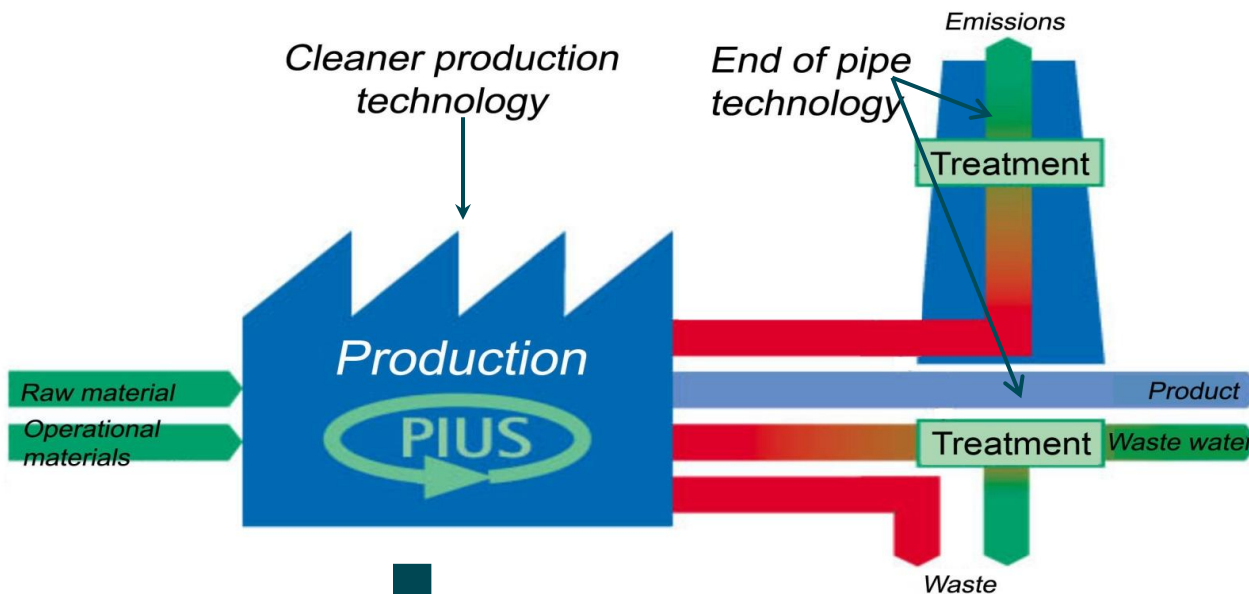 Emissions
Cleaner production
technology
End of pipe
technology
Treatment
Production
PIUS
Raw material
Operational
materials
Product
Treatment
Waste water
Waste